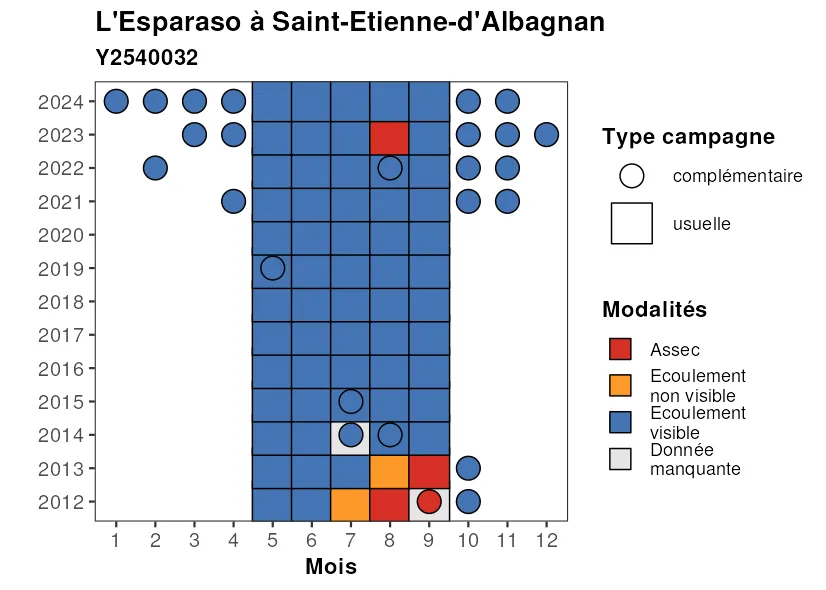 L'Esparaso à Saint-Etienne-d'Albagnan
Y2540032
2024
2023
2022
2021
2020
2019
2018
2017
2016
2015
2014
2013
2012
1 2 3 4 5 6 7 8 9 10 11 12
Mois
Type campagne
complémentaire
usuelle
Modalités
Assec
Ecoulement
non visible
Ecoulement
visible
Donnée
manquante